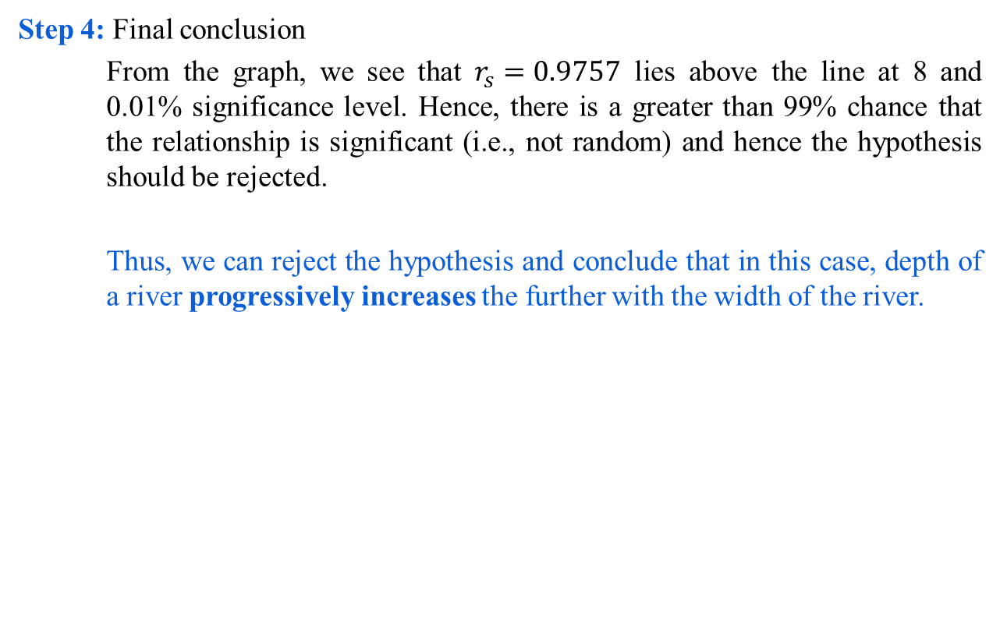 Step 4: Final conclusion
From the graph, we see that rₛ = 0.9757 lies above the line at 8 and
0.01% significance level. Hence, there is a greater than 99% chance that
the relationship is significant (i.e., not random) and hence the hypothesis
should be rejected.
Thus, we can reject the hypothesis and conclude that in this case, depth of
a river progressively increases the further with the width of the river.